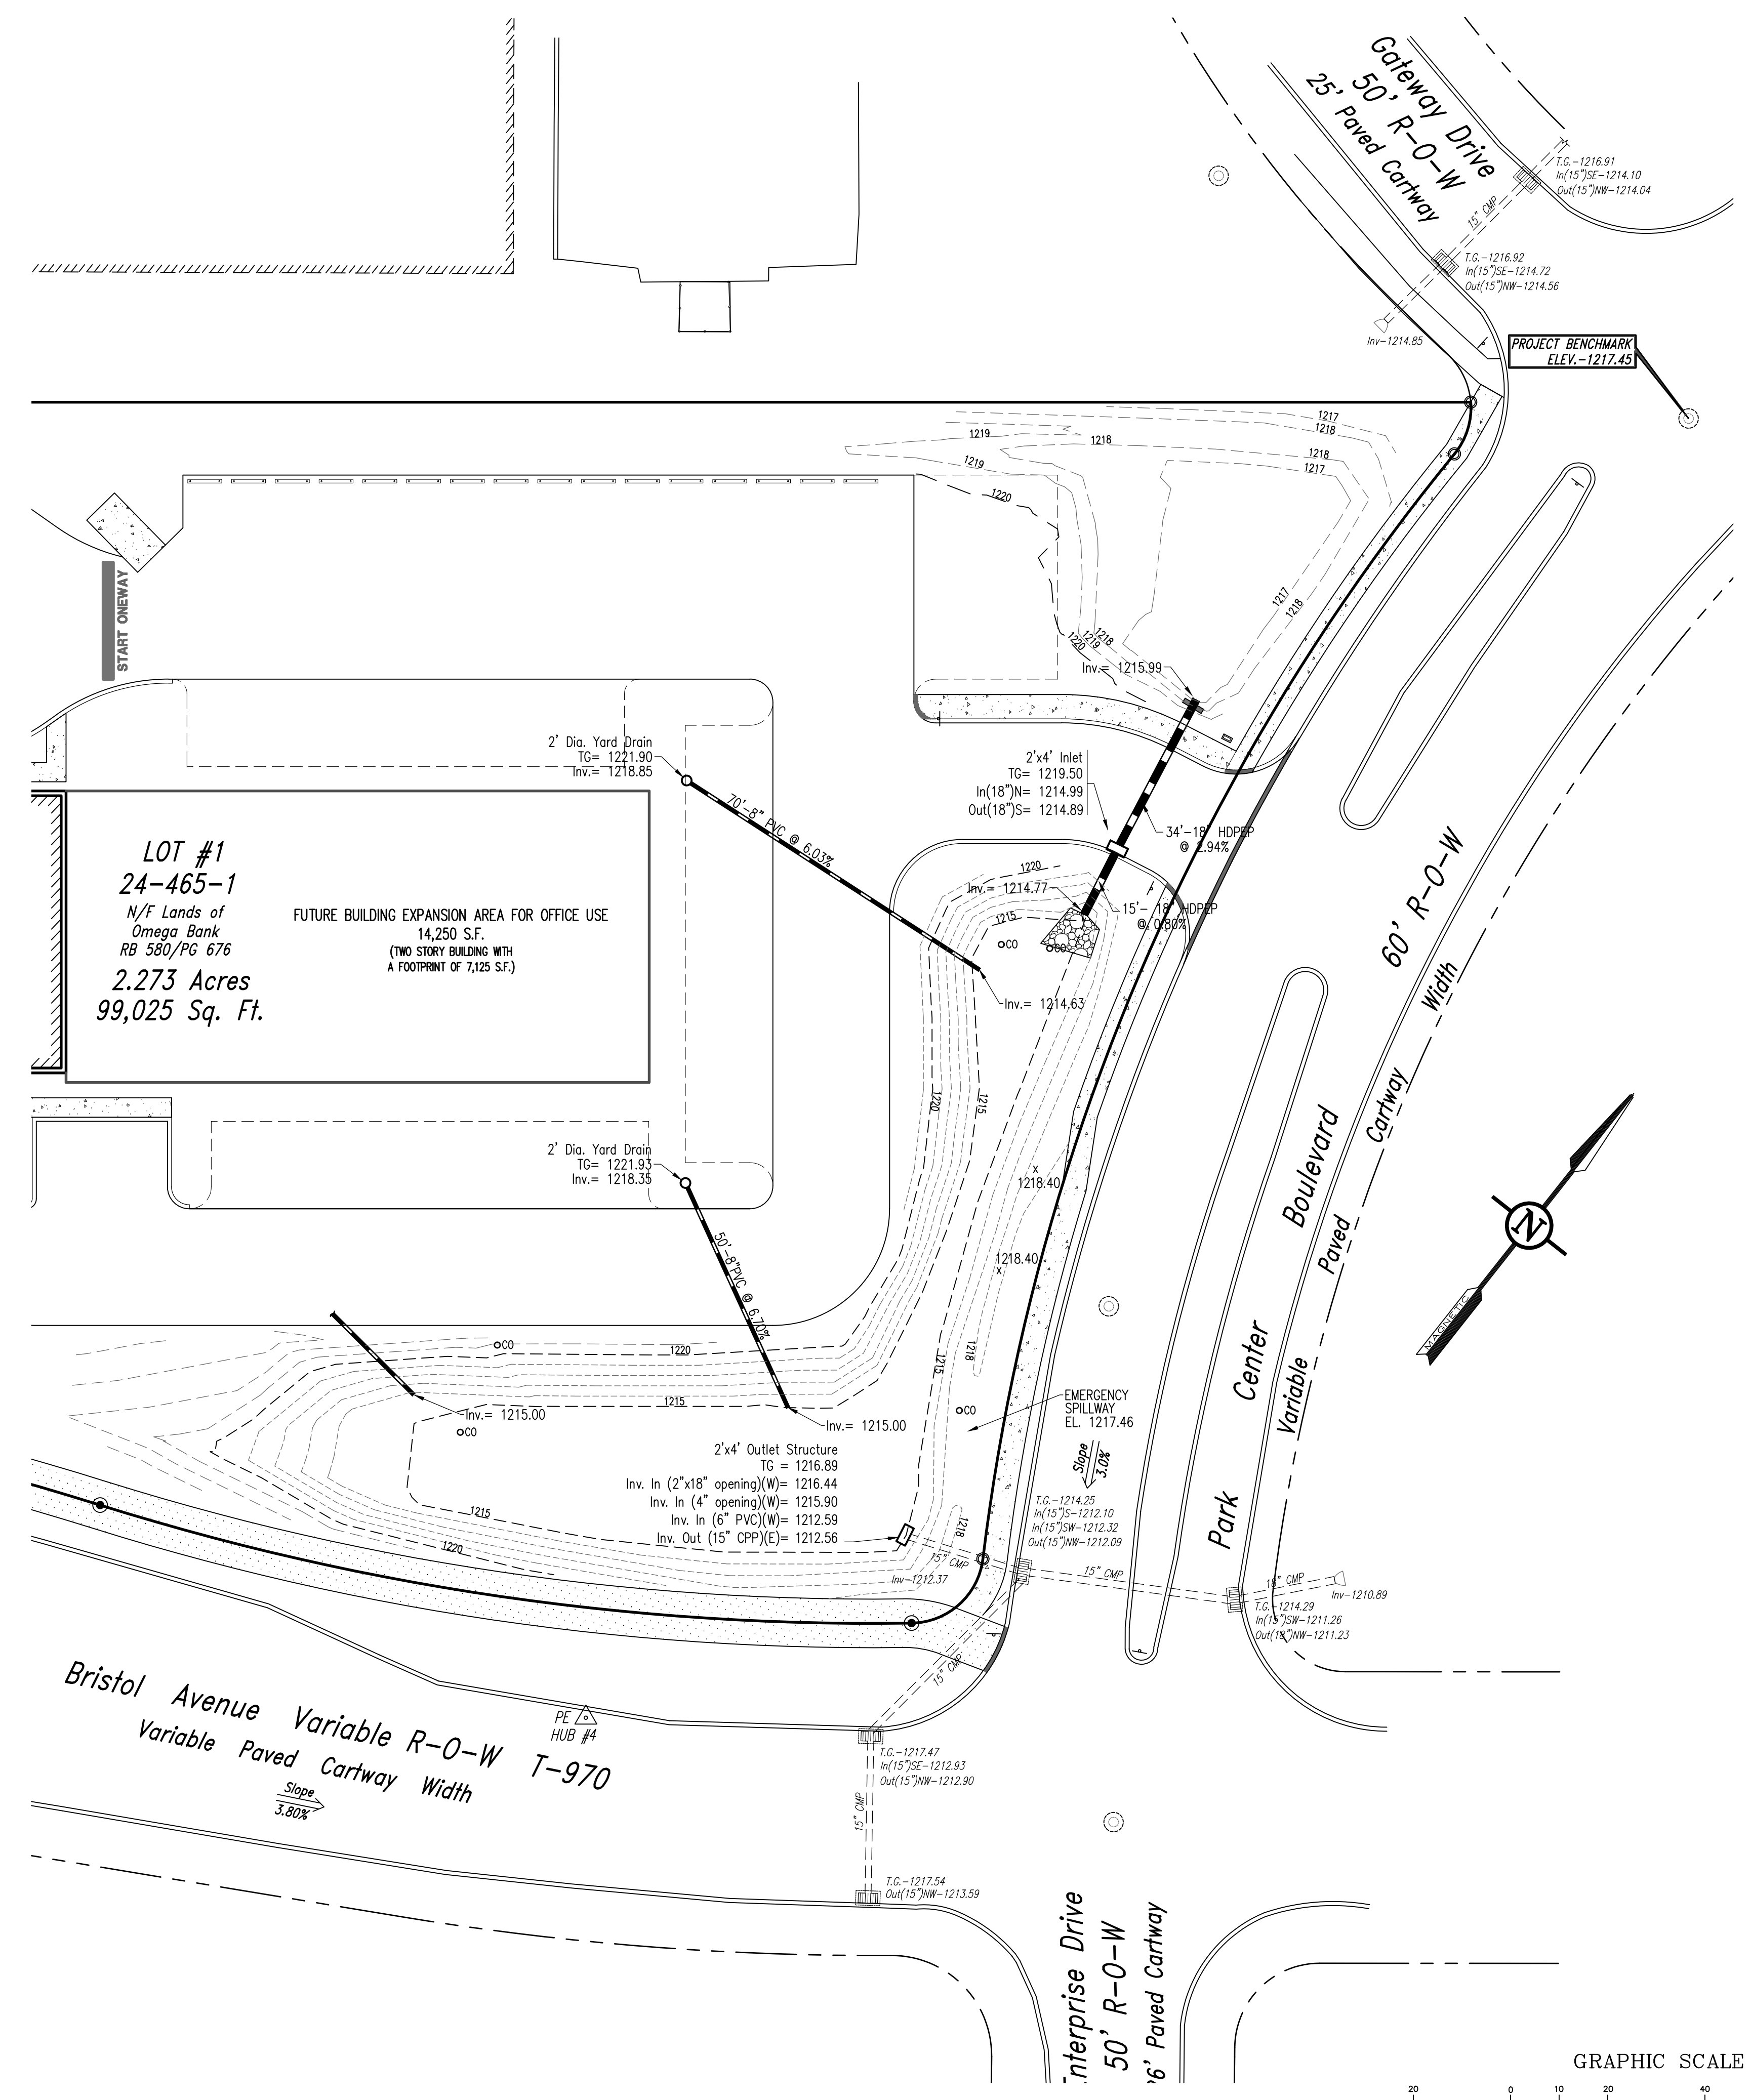 Gateway Drive
50' R-O-W
25' Paved Cartway
T.G.-1216.91
In(15")SE-1214.10
Out(15")NW-1214.04
15" CMP
T.G.-1216.92
In(15")SE-1214.72
Out(15")NW-1214.56
Inv-1214.85
PROJECT BENCHMARK
ELEV.-1217.45
1217
1218
1219
1218
1218
1217
1219
1220
START ONEWAY
1217
1218
1218
1219
1220
Inv.= 1215.99
2' Dia. Yard Drain
TG= 1221.90
Inv.= 1218.85
2'x4' Inlet
TG= 1219.50
In(18")N= 1214.99
Out(18")S= 1214.89
70'-8" PVC @ 6.03%
34'-18" HDPEP
@ 2.94%
LOT #1
24-465-1
N/F Lands of
Omega Bank
RB 580/PG 676
2.273 Acres
99,025 Sq. Ft.
FUTURE BUILDING EXPANSION AREA FOR OFFICE USE
14,250 S.F.
(TWO STORY BUILDING WITH
A FOOTPRINT OF 7,125 S.F.)
1220
Inv.= 1214.77
1215
15'- 18" HDPEP
@ 0.80%
CO
CO
Inv.= 1214.63
60' R-O-W
Park Center Boulevard
Variable Paved Cartway Width
1220
1215
2' Dia. Yard Drain
TG= 1221.93
Inv.= 1218.35
x
1218.40
1218.40
x
50'-8"PVC @ 6.70%
N
MAGNETIC
CO
1220
1215
1218
1215
Inv.= 1215.00
CO
Inv.= 1215.00
CO
EMERGENCY
SPILLWAY
EL. 1217.46
Slope
3.0%
2'x4' Outlet Structure
TG = 1216.89
Inv. In (2"x18" opening)(W)= 1216.44
Inv. In (4" opening)(W)= 1215.90
Inv. In (6" PVC)(W)= 1212.59
Inv. Out (15" CPP)(E)= 1212.56
1215
1220
1218
T.G.-1214.25
In(15")S-1212.10
In(15")SW-1212.32
Out(15")NW-1212.09
15" CMP
Inv-1212.37
15" CMP
18" CMP
Inv-1210.89
T.G.-1214.29
In(15")SW-1211.26
Out(18")NW-1211.23
15" CMP
Bristol Avenue Variable R-O-W T-970
Variable Paved Cartway Width
Slope
3.80%
PE
HUB #4
T.G.-1217.47
In(15")SE-1212.93
Out(15")NW-1212.90
15" CMP
T.G.-1217.54
Out(15")NW-1213.59
nterprise Drive
50' R-O-W
6' Paved Cartway
GRAPHIC SCALE
20 0 10 20 40